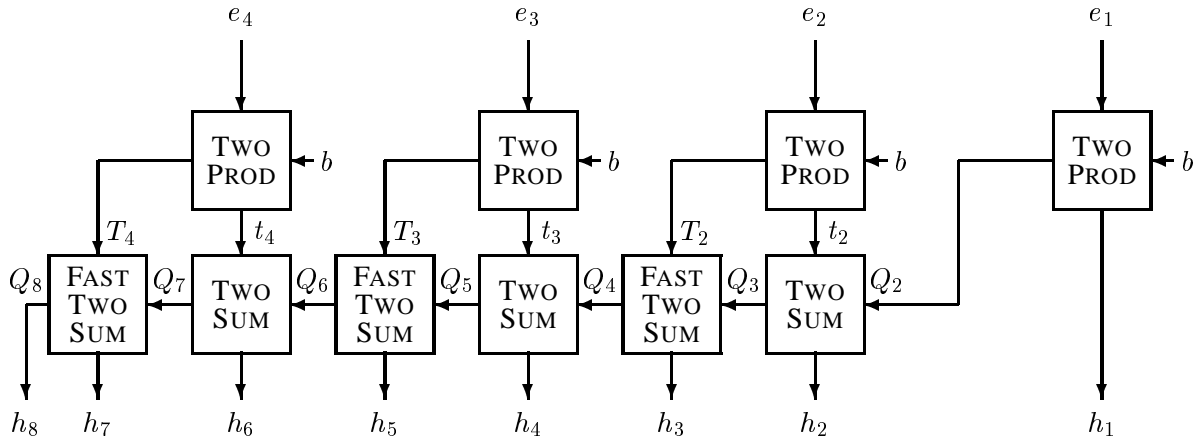 e₄ e₃ e₂ e₁
TWO PROD b TWO PROD b TWO PROD b TWO PROD b
T₄ t₄ T₃ t₃ T₂ t₂
Q₈ FAST TWO SUM Q₇ TWO SUM Q₆ FAST TWO SUM Q₅ TWO SUM Q₄ FAST TWO SUM Q₃ TWO SUM Q₂
h₈ h₇ h₆ h₅ h₄ h₃ h₂ h₁